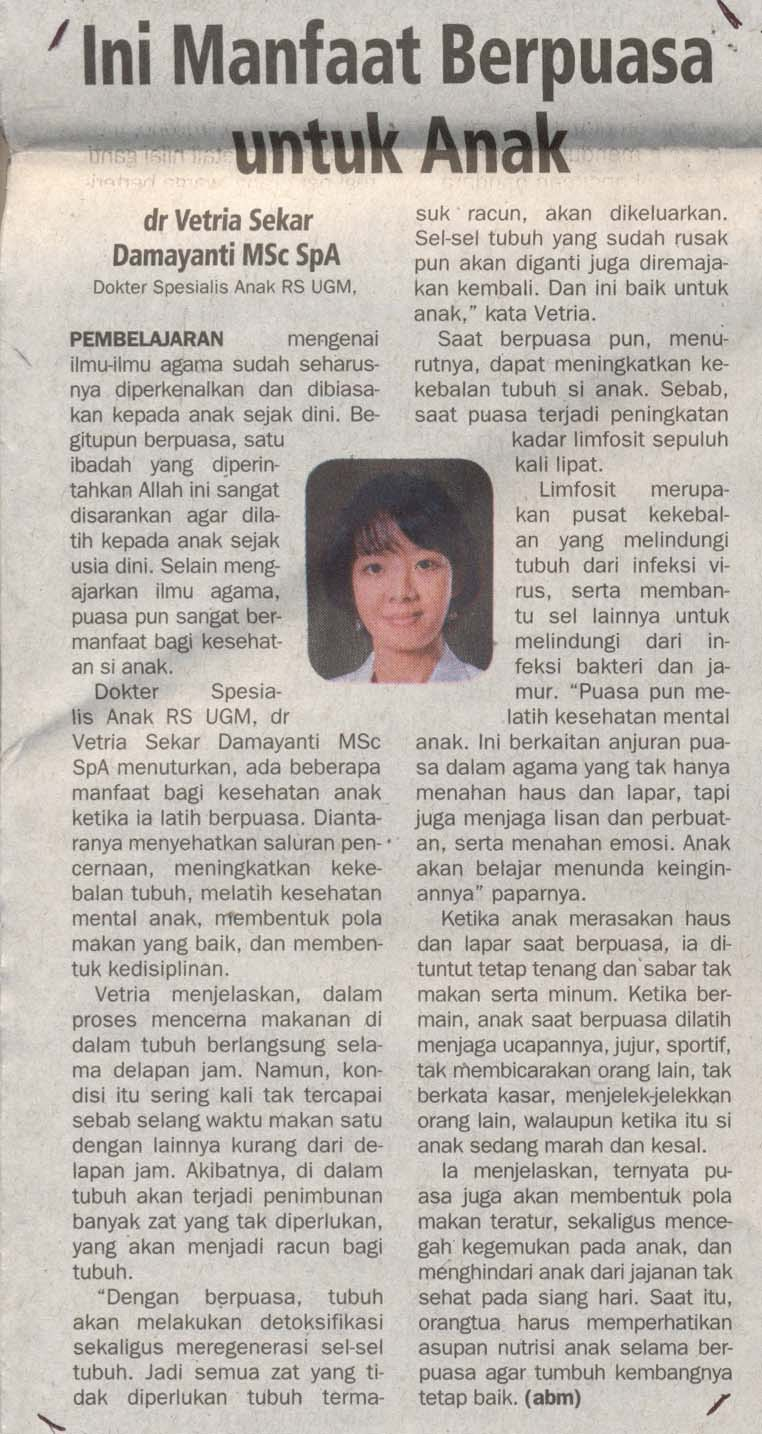 Ini Manfaat Berpuasa
untuk Anak
dr Vetria Sekar
Damayanti MSc SpA
Dokter Spesialis Anak RS UGM,
PEMBELAJARAN mengenai
ilmu-ilmu agama sudah seharus-
nya diperkenalkan dan dibiasa-
kan kepada anak sejak dini. Be-
gitupun berpuasa, satu
ibadah yang diperin-
tahkan Allah ini sangat
disarankan agar dila-
tih kepada anak sejak
usia dini. Selain meng-
ajarkan ilmu agama,
puasa pun sangat ber-
manfaat bagi kesehat-
an si anak.
Dokter Spesia-
lis Anak RS UGM, dr
Vetria Sekar Damayanti MSc
SpA menuturkan, ada beberapa
manfaat bagi kesehatan anak
ketika ia latih berpuasa. Dianta-
ranya menyehatkan saluran pen-
cernaan, meningkatkan keke-
balan tubuh, melatih kesehatan
mental anak, membentuk pola
makan yang baik, dan memben-
tuk kedisiplinan.
Vetria menjelaskan, dalam
proses mencerna makanan di
dalam tubuh berlangsung sela-
ma delapan jam. Namun, kon-
disi itu sering kali tak tercapai
sebab selang waktu makan satu
dengan lainnya kurang dari de-
lapan jam. Akibatnya, di dalam
tubuh akan terjadi penimbunan
banyak zat yang tak diperlukan,
yang akan menjadi racun bagi
tubuh.
“Dengan berpuasa, tubuh
akan melakukan detoksifikasi
sekaligus meregenerasi sel-sel
tubuh. Jadi semua zat yang ti-
dak diperlukan tubuh terma-
suk racun, akan dikeluarkan.
Sel-sel tubuh yang sudah rusak
pun akan diganti juga diremaja-
kan kembali. Dan ini baik untuk
anak,” kata Vetria.
Saat berpuasa pun, menu-
rutnya, dapat meningkatkan ke-
kebalan tubuh si anak. Sebab,
saat puasa terjadi peningkatan
kadar limfosit sepuluh
kali lipat.
Limfosit merupa-
kan pusat kekebal-
an yang melindungi
tubuh dari infeksi vi-
rus, serta memban-
tu sel lainnya untuk
melindungi dari in-
feksi bakteri dan ja-
mur. “Puasa pun me-
latih kesehatan mental
anak. Ini berkaitan anjuran pua-
sa dalam agama yang tak hanya
menahan haus dan lapar, tapi
juga menjaga lisan dan perbuat-
an, serta menahan emosi. Anak
akan belajar menunda keingin-
annya” paparnya.
Ketika anak merasakan haus
dan lapar saat berpuasa, ia di-
tuntut tetap tenang dan sabar tak
makan serta minum. Ketika ber-
main, anak saat berpuasa dilatih
menjaga ucapannya, jujur, sportif,
tak membicarakan orang lain, tak
berkata kasar, menjelek-jelekkan
orang lain, walaupun ketika itu si
anak sedang marah dan kesal.
Ia menjelaskan, ternyata pu-
asa juga akan membentuk pola
makan teratur, sekaligus mence-
gah kegemukan pada anak, dan
menghindari anak dari jajanan tak
sehat pada siang hari. Saat itu,
orangtua harus memperhatikan
asupan nutrisi anak selama ber-
puasa agar tumbuh kembangnya
tetap baik. (abm)